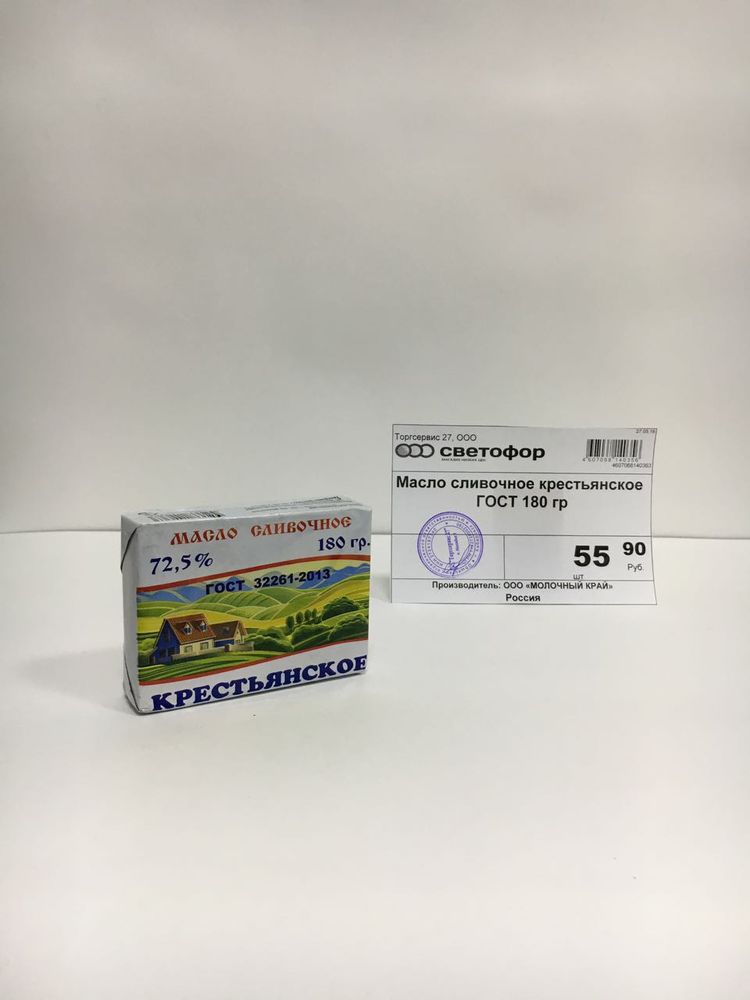 МАСЛО СЛИВОЧНОЕ
180 гр.
72,5%
ГОСТ 32261-2013
КРЕСТЬЯНСКОЕ
Торгсервис 27, ООО
светофор
Масло сливочное крестьянское
ГОСТ 180 гр
55 90
Руб.
шт
Производитель: ООО «МОЛОЧНЫЙ КРАЙ»
Россия